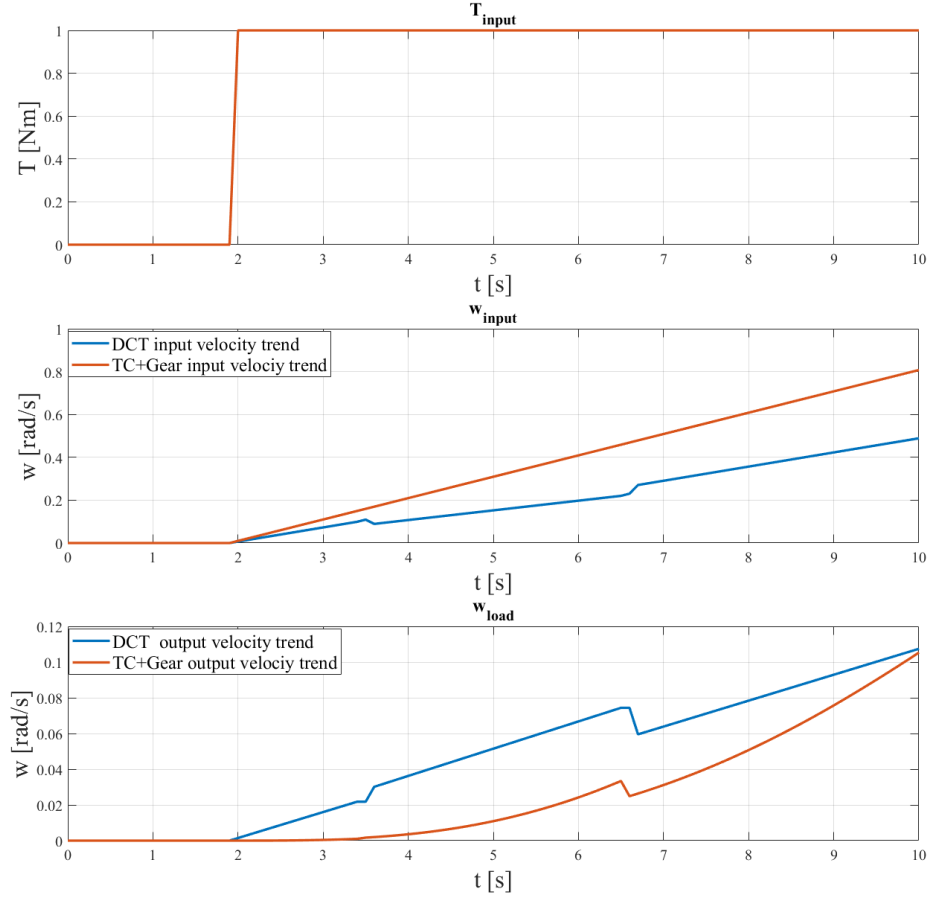 T_input
1
0.8
0.6
0.4
0.2
0
T [Nm]
0 1 2 3 4 5 6 7 8 9 10
t [s]
w_input
1
0.8
0.6
0.4
0.2
0
w [rad/s]
DCT input velocity trend
TC+Gear input velociy trend
0 1 2 3 4 5 6 7 8 9 10
t [s]
w_load
0.12
0.1
0.08
0.06
0.04
0.02
0
w [rad/s]
DCT output velocity trend
TC+Gear output velociy trend
0 1 2 3 4 5 6 7 8 9 10
t [s]